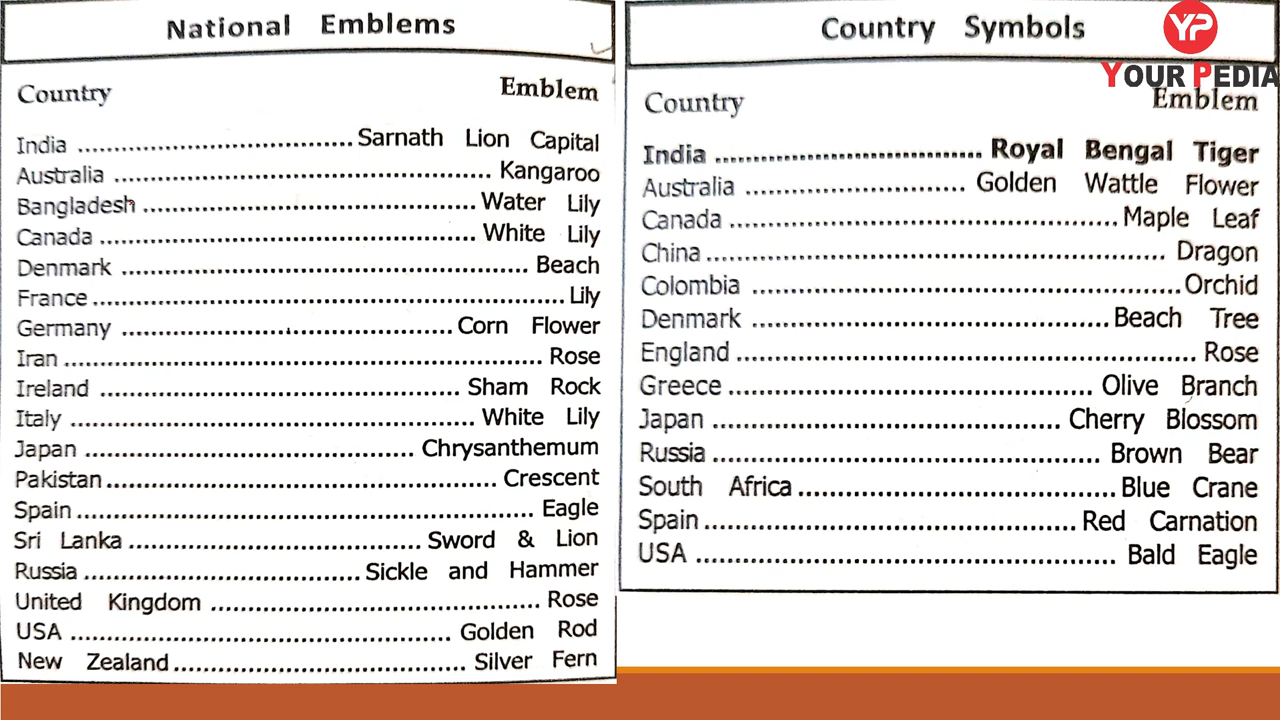 National Emblems
Country Emblem
India ..................................... Sarnath Lion Capital
Australia .................................................. Kangaroo
Bangladesh ............................................. Water Lily
Canada .................................................. White Lily
Denmark ....................................................... Beach
France ............................................................... Lily
Germany ............................................ Corn Flower
Iran ................................................................. Rose
Ireland ................................................ Sham Rock
Italy ...................................................... White Lily
Japan ............................................ Chrysanthemum
Pakistan ..................................................... Crescent
Spain ............................................................. Eagle
Sri Lanka ....................................... Sword & Lion
Russia ..................................... Sickle and Hammer
United Kingdom ............................................ Rose
USA .................................................... Golden Rod
New Zealand ....................................... Silver Fern
Country Symbols
YP
YOUR PEDIA
Country Emblem
India .................................... Royal Bengal Tiger
Australia ............................. Golden Wattle Flower
Canada .................................................... Maple Leaf
China ............................................................ Dragon
Colombia ....................................................... Orchid
Denmark ............................................... Beach Tree
England ............................................................. Rose
Greece ................................................ Olive Branch
Japan .............................................. Cherry Blossom
Russia .................................................... Brown Bear
South Africa .......................................... Blue Crane
Spain ................................................. Red Carnation
USA ....................................................... Bald Eagle